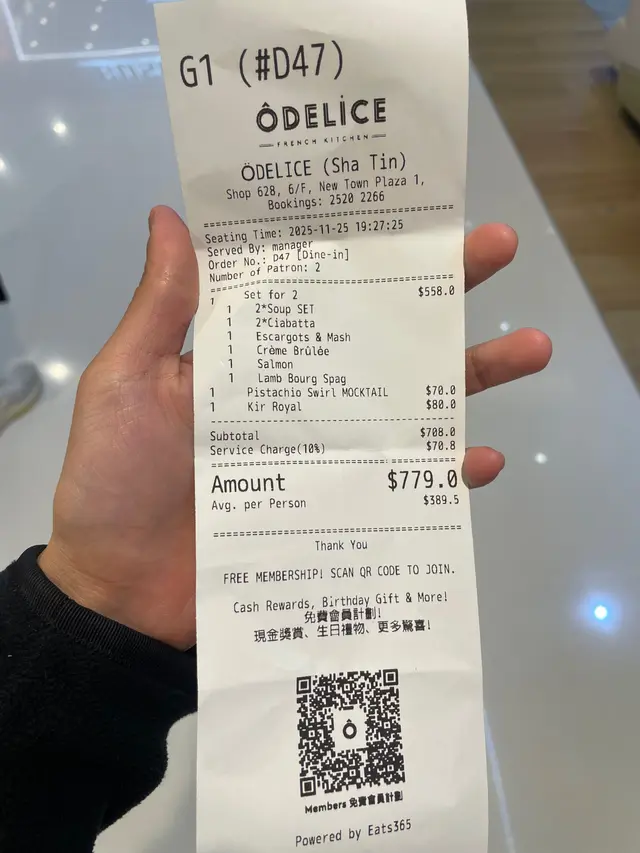 G1 (#D47)
ÔDELİCE
FRENCH KITCHEN
ÖDELICE (Sha Tin)
Shop 628, 6/F, New Town Plaza 1,
Bookings: 2520 2266
Seating Time: 2025-11-25 19:27:25
Served By: manager
Order No.: D47 [Dine-in]
Number of Patron: 2
1 Set for 2 $558.0
1 2*Soup SET
1 2*Ciabatta
1 Escargots & Mash
1 Crème Brûlée
1 Salmon
1 Lamb Bourg Spag
1 Pistachio Swirl MOCKTAIL $70.0
1 Kir Royal $80.0
Subtotal $708.0
Service Charge(10%) $70.8
Amount $779.0
Avg. per Person $389.5
Thank You
FREE MEMBERSHIP! SCAN QR CODE TO JOIN.
Cash Rewards, Birthday Gift & More!
免費會員計劃!
現金獎賞、生日禮物、更多驚喜!
Ô
Members 免費會員計劃
Powered by Eats365